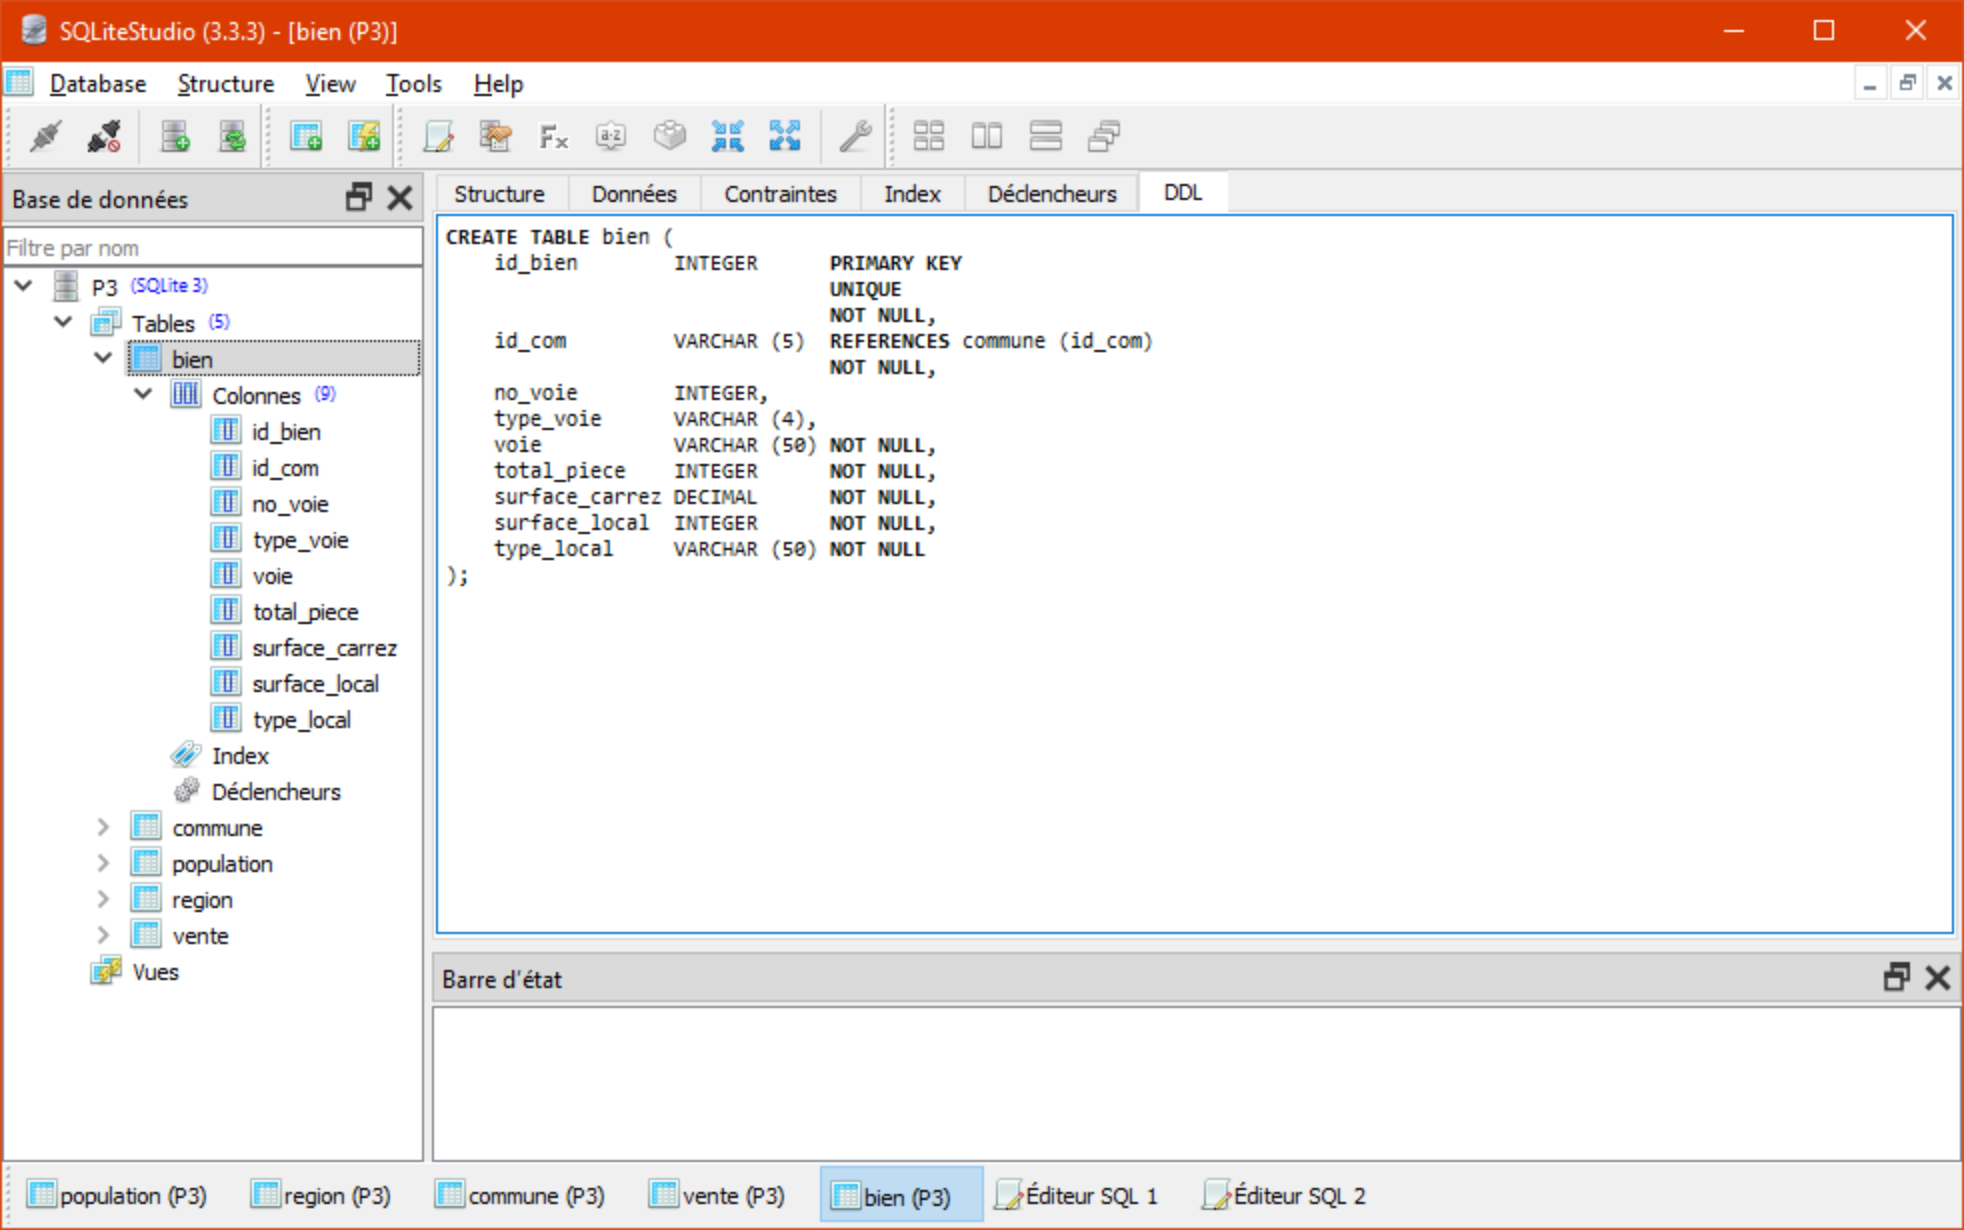 SQLiteStudio (3.3.3) - [bien (P3)]
Database Structure View Tools Help
Base de données
Filtre par nom
P3 (SQLite 3)
Tables (5)
bien
Colonnes (9)
id_bien
id_com
no_voie
type_voie
voie
total_piece
surface_carrez
surface_local
type_local
Index
Déclencheurs
commune
population
region
vente
Vues
Structure Données Contraintes Index Déclencheurs DDL
CREATE TABLE bien (
id_bien INTEGER PRIMARY KEY
UNIQUE
NOT NULL,
id_com VARCHAR (5) REFERENCES commune (id_com)
NOT NULL,
no_voie INTEGER,
type_voie VARCHAR (4),
voie VARCHAR (50) NOT NULL,
total_piece INTEGER NOT NULL,
surface_carrez DECIMAL NOT NULL,
surface_local INTEGER NOT NULL,
type_local VARCHAR (50) NOT NULL
);
Barre d'état
population (P3) region (P3) commune (P3) vente (P3) bien (P3) Éditeur SQL 1 Éditeur SQL 2